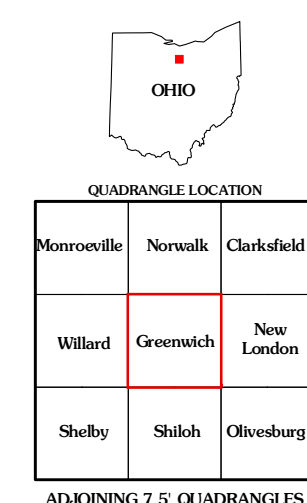 OHIO
QUADRANGLE LOCATION
Monroeville Norwalk Clarksfield
Willard Greenwich New London
Shelby Shiloh Olivesburg
ADJOINING 7.5' QUADRANGLES